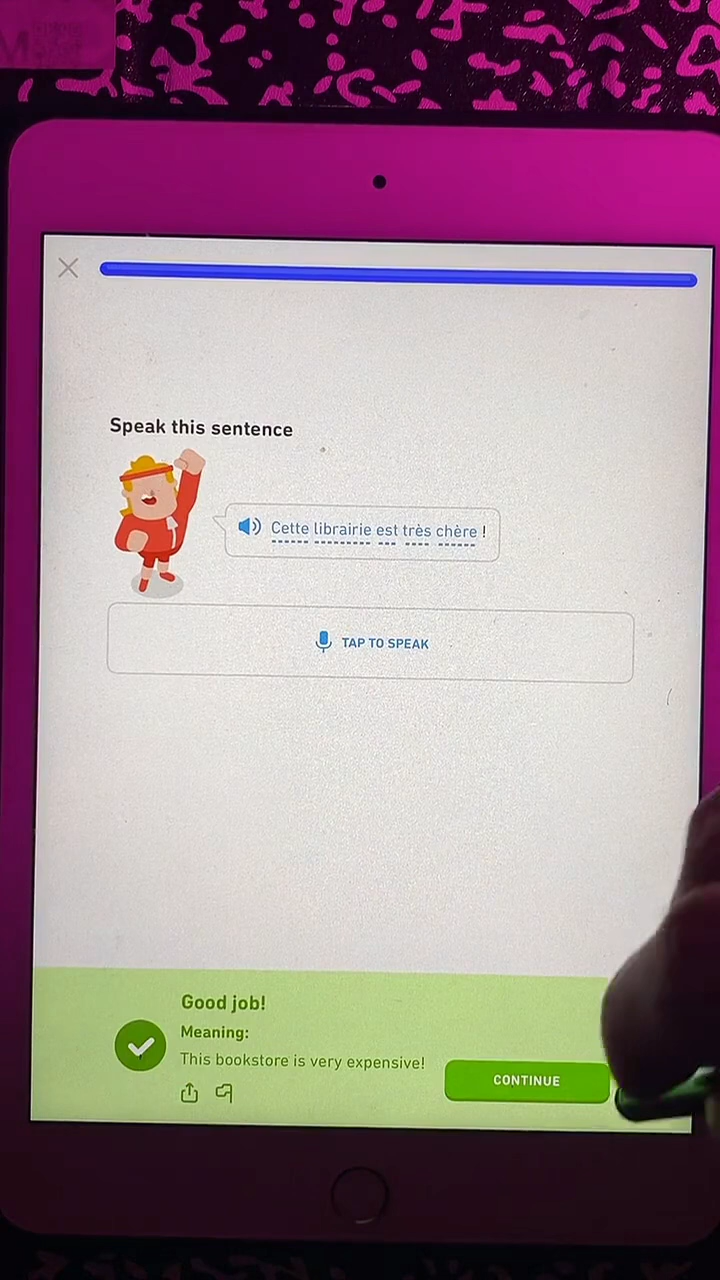 Speak this sentence
Cette librairie est très chère !
TAP TO SPEAK
Good job!
Meaning:
This bookstore is very expensive!
CONTINUE